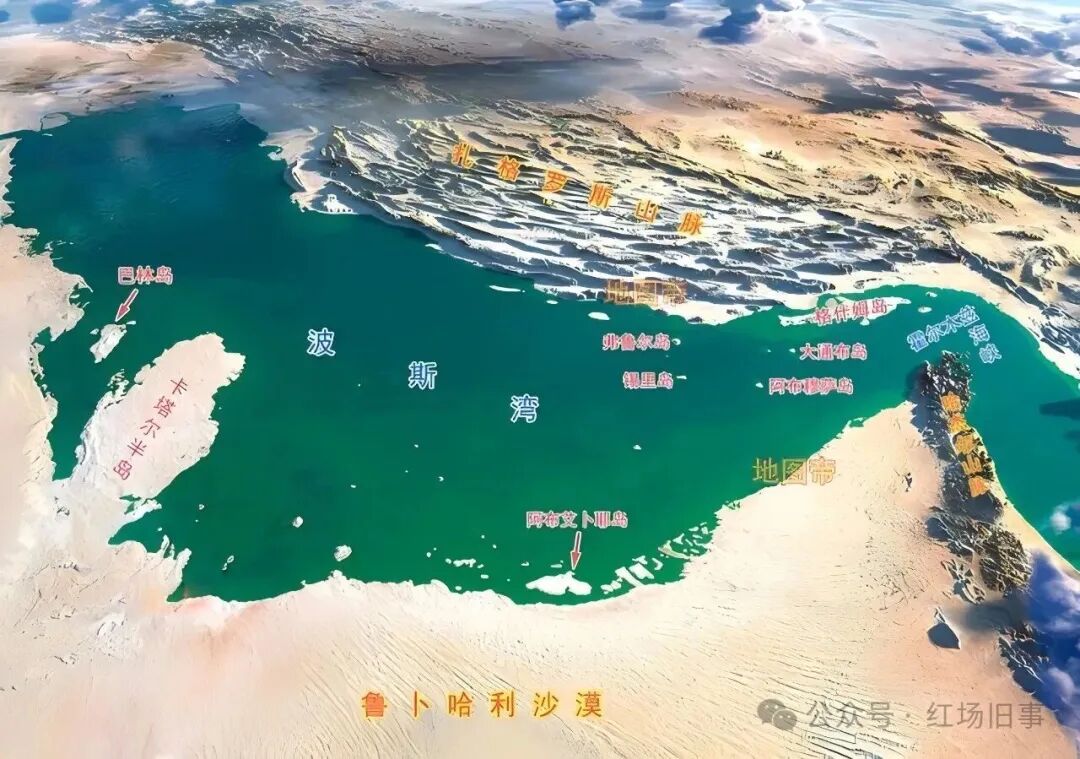 扎格罗斯山脉
巴林岛
地图帝
格什姆岛
霍尔木兹海峡
波斯湾
弗鲁尔岛
大通布岛
锡里岛
阿布穆萨岛
卡塔尔半岛
地图帝
阿布艾卜耶岛
鲁卜哈利沙漠
公众号·红场旧事